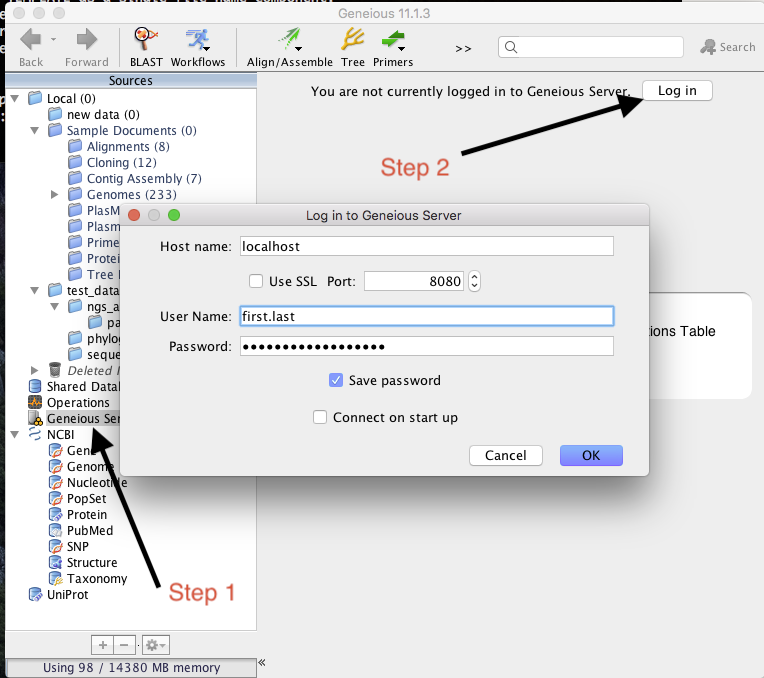 Geneious 11.1.3
Back Forward BLAST Workflows Align/Assemble Tree Primers >> Search
Sources
You are not currently logged in to Geneious Server. Log in
Step 2
Local (0)
new data (0)
Sample Documents (0)
Alignments (8)
Cloning (12)
Contig Assembly (7)
Genomes (233)
PlasM
Plasm
Prime
Protei
Tree
test_data
ngs_a
pa
phylog
seque
Deleted
Shared Datab
Operations
Geneious Ser
NCBI
Gene
Genome
Nucleotide
PopSet
Protein
PubMed
SNP
Structure
Taxonomy
UniProt
Log in to Geneious Server
Host name: localhost
Use SSL Port: 8080
User Name: first.last
Password: ••••••••••••••••••
Save password
Connect on start up
Cancel OK
ions Table
Step 1
Using 98 / 14380 MB memory